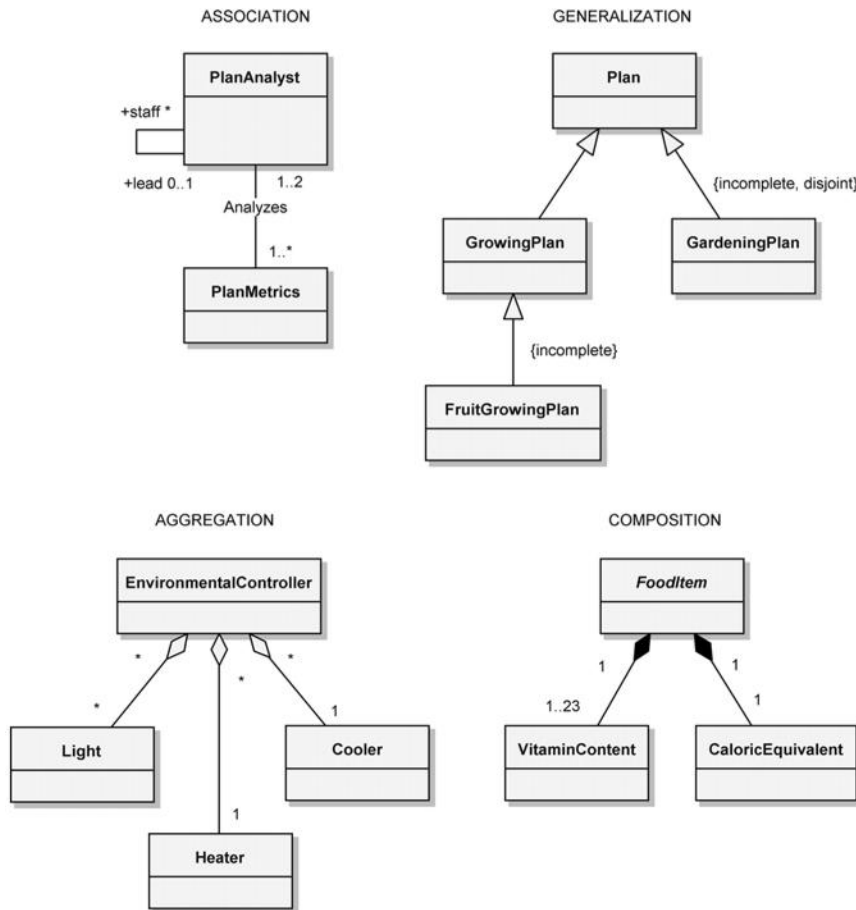 ASSOCIATION
PlanAnalyst
+staff *
+lead 0..1
1..2
Analyzes
1..*
PlanMetrics
GENERALIZATION
Plan
{incomplete, disjoint}
GrowingPlan
GardeningPlan
{incomplete}
FruitGrowingPlan
AGGREGATION
EnvironmentalController
*
*
*
*
1
Light
Cooler
1
Heater
COMPOSITION
FoodItem
1
1
1..23
1
VitaminContent
CaloricEquivalent